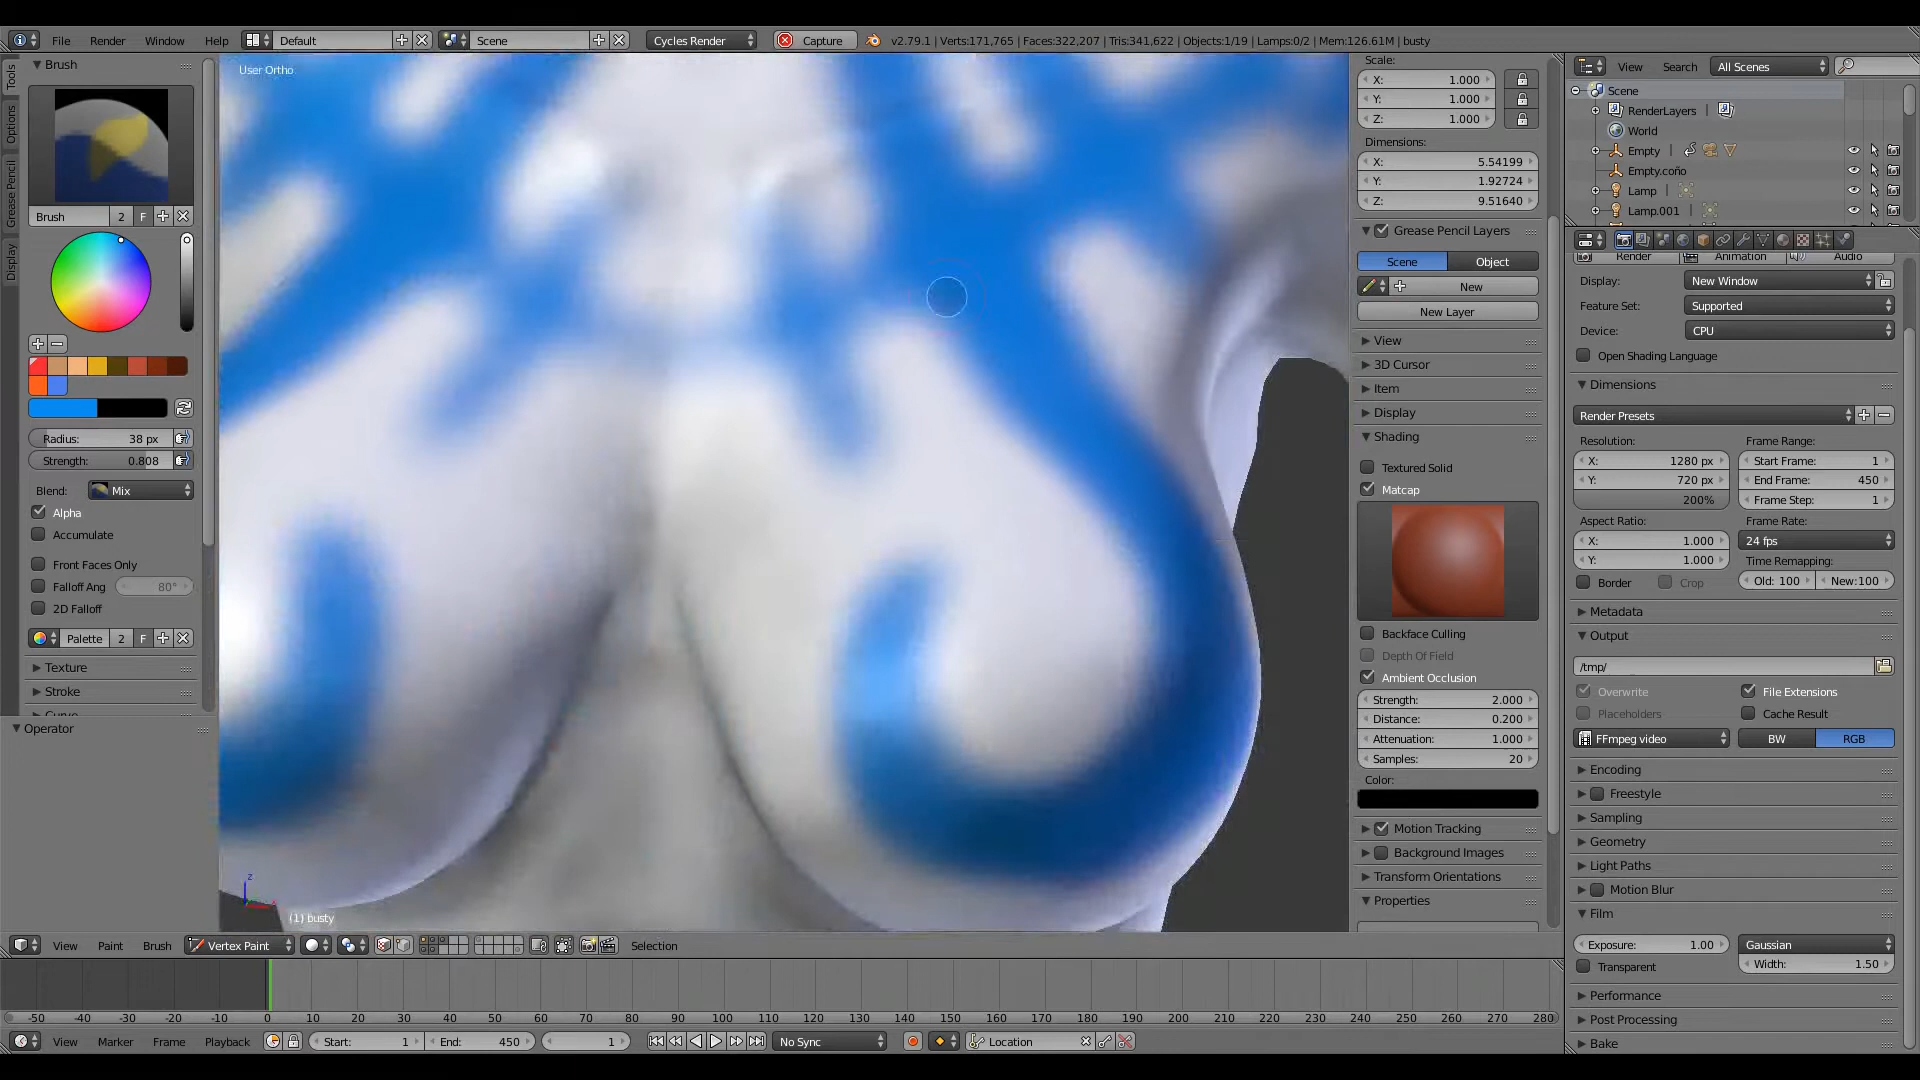 File Render Window Help Default Scene Cycles Render Capture v2.79.1 | Verts:171,765 | Faces:322,207 | Tris:341,622 | Objects:1/19 | Lamps:0/2 | Mem:126.61M | busty
Tools
Options
Grease Pencil
Display
Brush
Brush 2 F
Radius: 38 px
Strength: 0.808
Blend: Mix
Alpha
Accumulate
Front Faces Only
Falloff Ang 80°
2D Falloff
Palette 2 F
Texture
Stroke
Curve
Operator
User Ortho
z
(1) busty
Scale:
X: 1.000
Y: 1.000
Z: 1.000
Dimensions:
X: 5.54199
Y: 1.92724
Z: 9.51640
Grease Pencil Layers
Scene Object
New
New Layer
View
3D Cursor
Item
Display
Shading
Textured Solid
Matcap
Backface Culling
Depth Of Field
Ambient Occlusion
Strength: 2.000
Distance: 0.200
Attenuation: 1.000
Samples: 20
Color:
Motion Tracking
Background Images
Transform Orientations
Properties
View Search All Scenes
Scene
RenderLayers |
World
Empty |
Empty.coño
Lamp |
Lamp.001 |
Render Animation Audio
Display: New Window
Feature Set: Supported
Device: CPU
Open Shading Language
Dimensions
Render Presets
Resolution: Frame Range:
X: 1280 px Start Frame: 1
Y: 720 px End Frame: 450
200% Frame Step: 1
Aspect Ratio: Frame Rate:
X: 1.000 24 fps
Y: 1.000 Time Remapping:
Border Crop Old: 100 New:100
Metadata
Output
/tmp/
Overwrite File Extensions
Placeholders Cache Result
FFmpeg video BW RGB
Encoding
Freestyle
Sampling
Geometry
Light Paths
Motion Blur
Film
Exposure: 1.00 Gaussian
Transparent Width: 1.50
Performance
Post Processing
Bake
View Paint Brush Vertex Paint Selection
-50 -40 -30 -20 -10 0 10 20 30 40 50 60 70 80 90 100 110 120 130 140 150 160 170 180 190 200 210 220 230 240 250 260 270 280
View Marker Frame Playback Start: 1 End: 450 1 No Sync Location